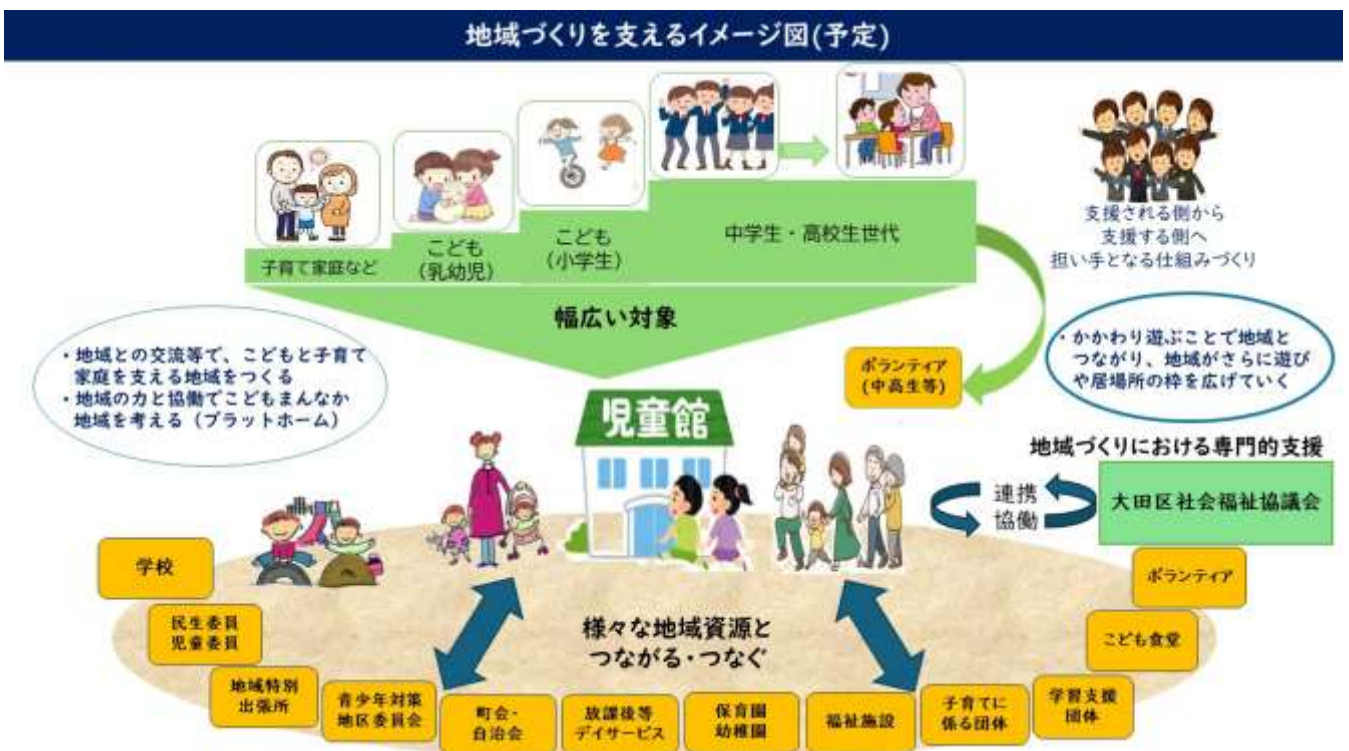 地域づくりを支えるイメージ図(予定)
支援される側から
支援する側へ
担い手となる仕組みづくり
子育て家庭など
こども
(乳幼児)
こども
(小学生)
中学生・高校生世代
幅広い対象
・地域との交流等で、こどもと子育て
家庭を支える地域をつくる
・地域の力と協働でこどもまんなか
地域を考える（プラットホーム）
ボランティア
(中高生等)
・かかわり遊ぶことで地域と
つながり、地域がさらに遊び
や居場所の枠を広げていく
児童館
地域づくりにおける専門的支援
連携
協働
大田区社会福祉協議会
学校
民生委員
児童委員
地域特別
出張所
青少年対策
地区委員会
町会・
自治会
放課後等
デイサービス
保育園
幼稚園
福祉施設
子育てに
係る団体
学習支援
団体
こども食堂
ボランティア
様々な地域資源と
つながる・つなぐ